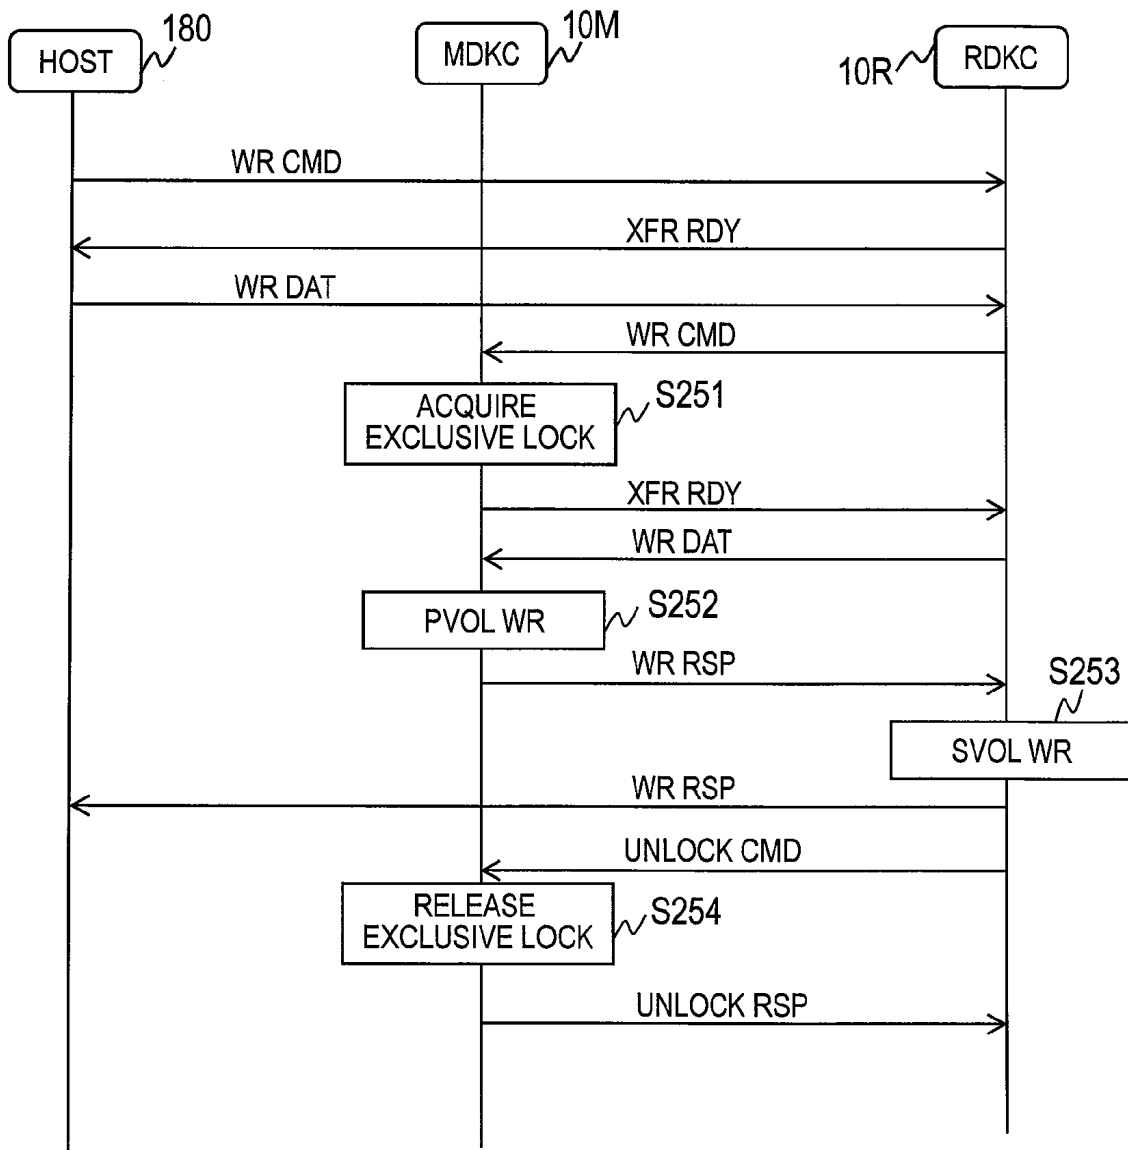 180
10M
HOST
MDKC
10R
RDKC
WR CMD
XFR RDY
WR DAT
WR CMD
ACQUIRE
EXCLUSIVE LOCK
S251
XFR RDY
WR DAT
PVOL WR
S252
WR RSP
S253
SVOL WR
WR RSP
UNLOCK CMD
RELEASE
EXCLUSIVE LOCK
S254
UNLOCK RSP